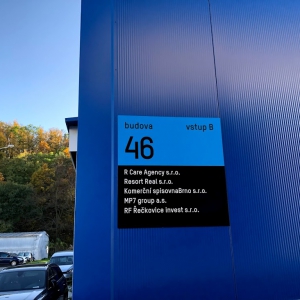 budova vstup B
46
R Care Agency s.r.o.
Resort Real s.r.o.
Komerční spisovnaBrno s.r.o.
MP7 group a.s.
RF Řečkovice invest s.r.o.